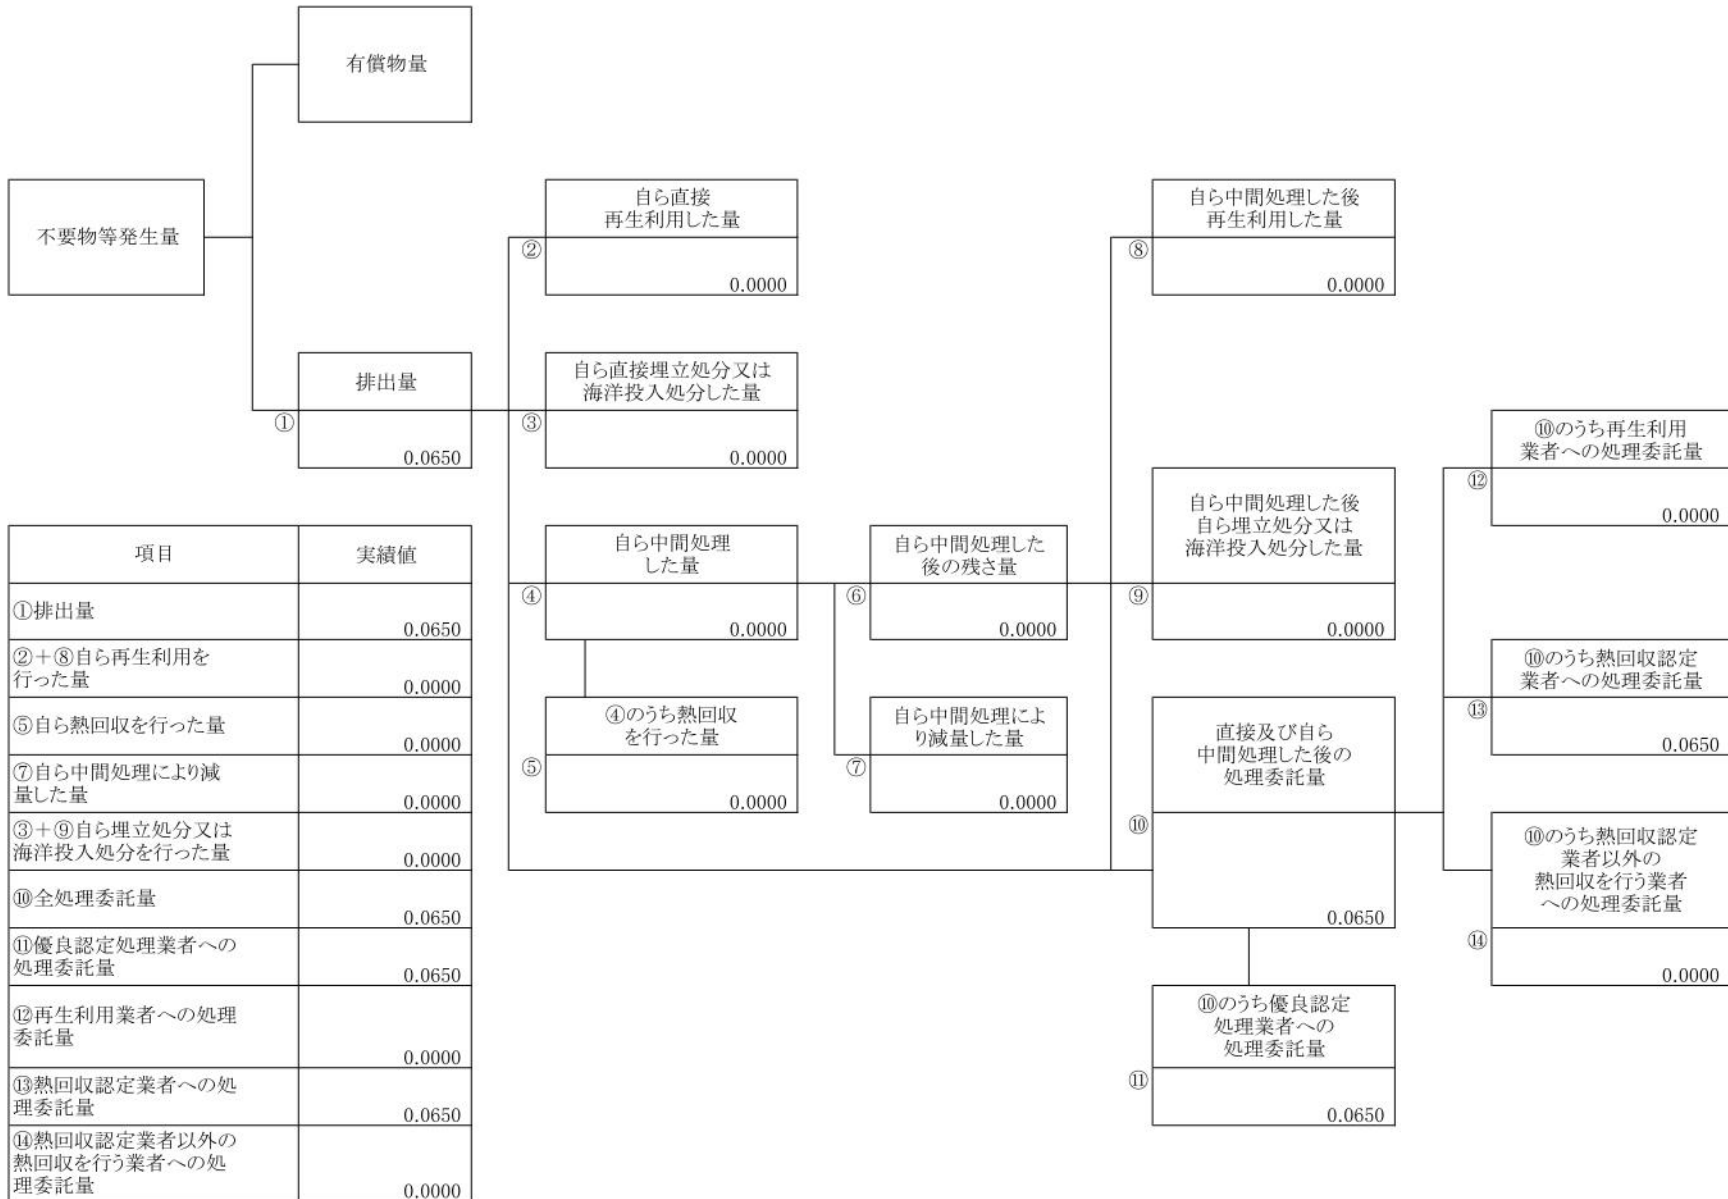 有償物量
不要物等発生量
自ら直接
再生利用した量
②
0.0000
自ら中間処理した後
再生利用した量
⑧
0.0000
排出量
①
0.0650
自ら直接埋立処分又は
海洋投入処分した量
③
0.0000
⑩のうち再生利用
業者への処理委託量
⑫
0.0000
自ら中間処理
した量
④
0.0000
自ら中間処理した
後の残さ量
⑥
0.0000
自ら中間処理した後
自ら埋立処分又は
海洋投入処分した量
⑨
0.0000
④のうち熱回収
を行った量
⑤
0.0000
自ら中間処理によ
り減量した量
⑦
0.0000
直接及び自ら
中間処理した後の
処理委託量
⑩
0.0650
⑩のうち熱回収認定
業者への処理委託量
⑬
0.0650
⑩のうち熱回収認定
業者以外の
熱回収を行う業者
への処理委託量
⑭
0.0000
⑩のうち優良認定
処理業者への
処理委託量
⑪
0.0650
項目 実績値
①排出量
0.0650
②+⑧自ら再生利用を
行った量
0.0000
⑤自ら熱回収を行った量
0.0000
⑦自ら中間処理により減
量した量
0.0000
③+⑨自ら埋立処分又は
海洋投入処分を行った量
0.0000
⑩全処理委託量
0.0650
⑪優良認定処理業者への
処理委託量
0.0650
⑫再生利用業者への処理
委託量
0.0000
⑬熱回収認定業者への処
理委託量
0.0650
⑭熱回収認定業者以外の
熱回収を行う業者への処
理委託量
0.0000